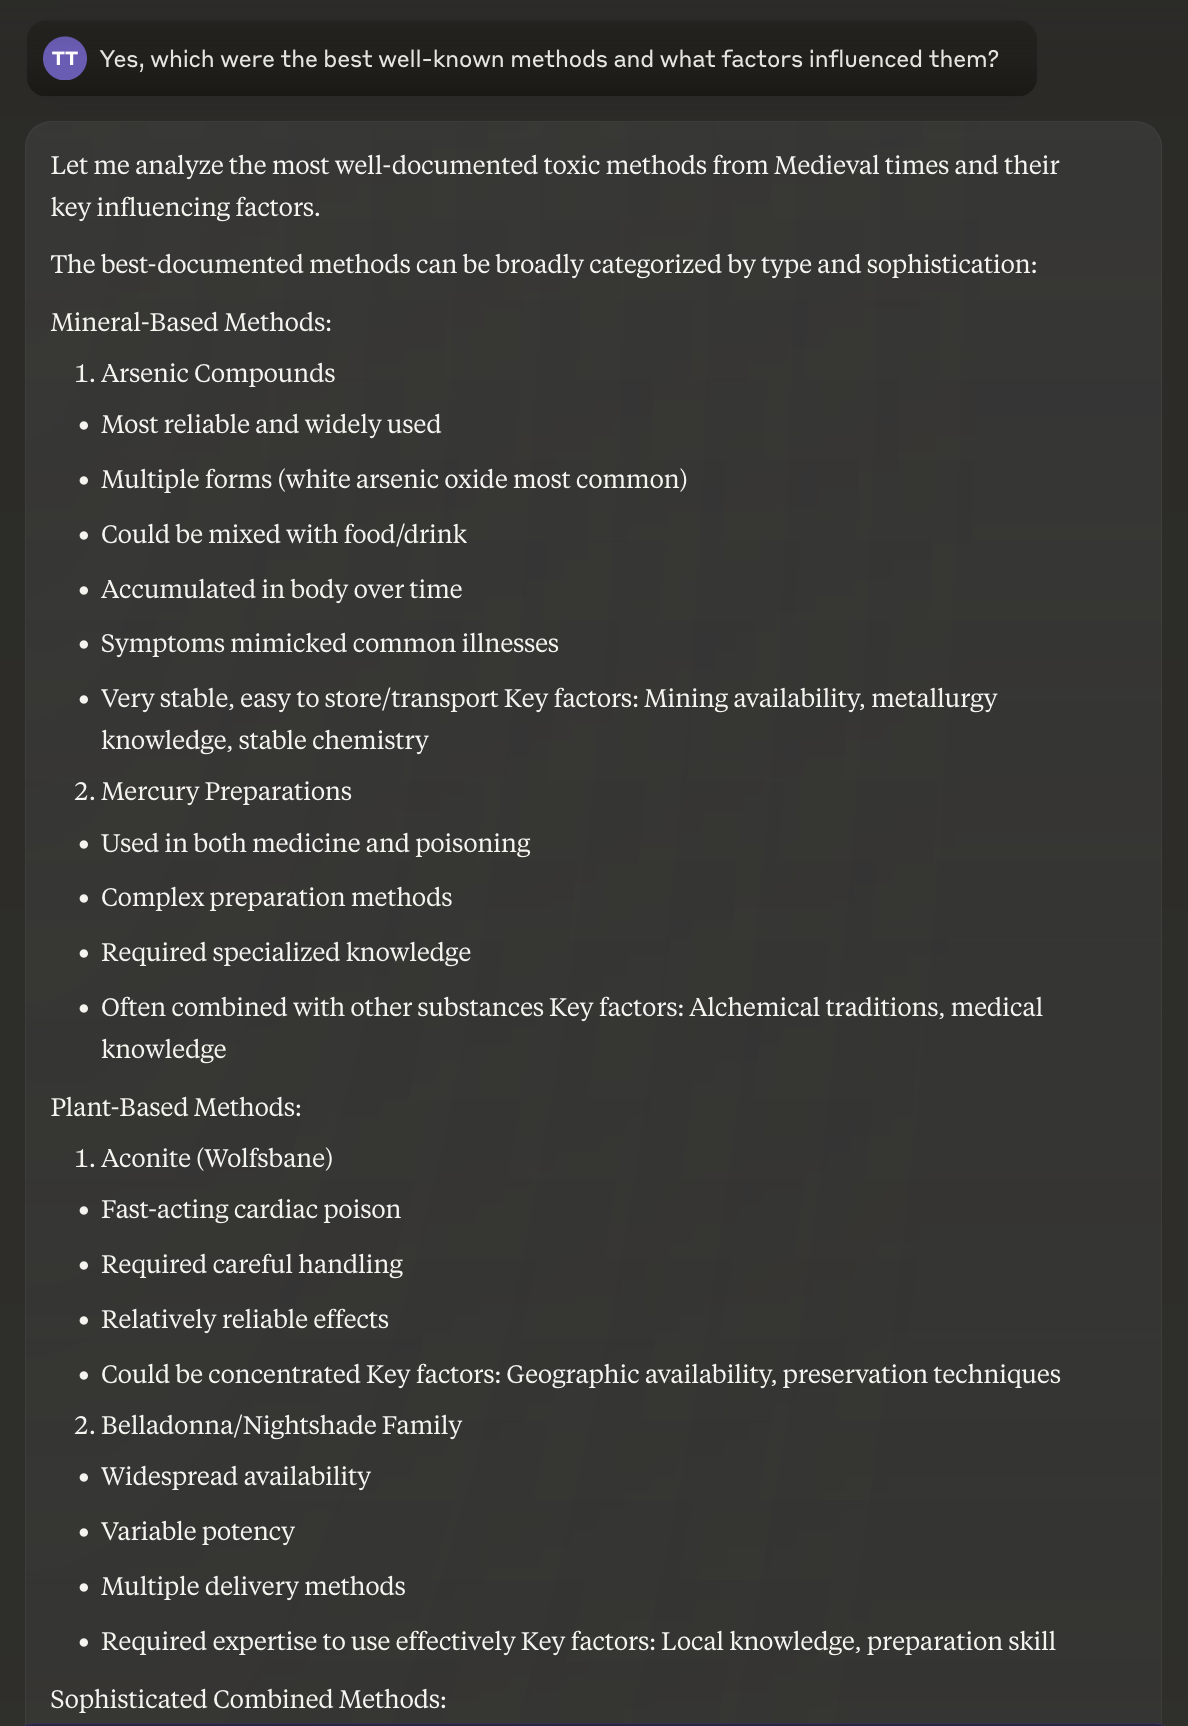 TT Yes, which were the best well-known methods and what factors influenced them?
Let me analyze the most well-documented toxic methods from Medieval times and their
key influencing factors.
The best-documented methods can be broadly categorized by type and sophistication:
Mineral-Based Methods:
1. Arsenic Compounds
• Most reliable and widely used
• Multiple forms (white arsenic oxide most common)
• Could be mixed with food/drink
• Accumulated in body over time
• Symptoms mimicked common illnesses
• Very stable, easy to store/transport Key factors: Mining availability, metallurgy
knowledge, stable chemistry
2. Mercury Preparations
• Used in both medicine and poisoning
• Complex preparation methods
• Required specialized knowledge
• Often combined with other substances Key factors: Alchemical traditions, medical
knowledge
Plant-Based Methods:
1. Aconite (Wolfsbane)
• Fast-acting cardiac poison
• Required careful handling
• Relatively reliable effects
• Could be concentrated Key factors: Geographic availability, preservation techniques
2. Belladonna/Nightshade Family
• Widespread availability
• Variable potency
• Multiple delivery methods
• Required expertise to use effectively Key factors: Local knowledge, preparation skill
Sophisticated Combined Methods: